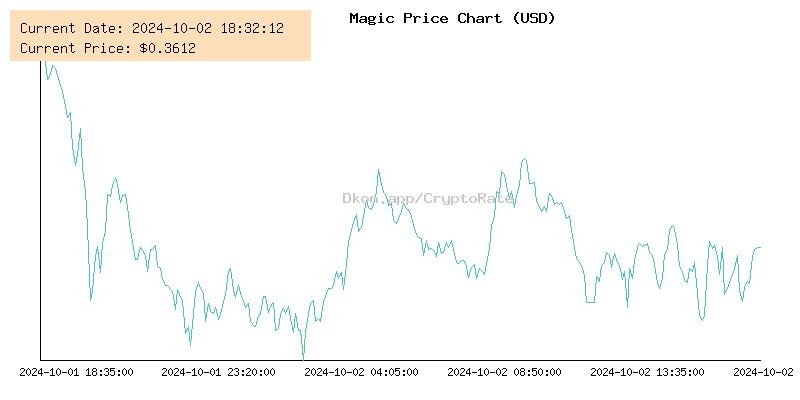 Magic Price Chart (USD)
Current Date: 2024-10-02 18:32:12
Current Price: $0.3612
Dkon.app/CryptoRate
2024-10-01 18:35:00
2024-10-01 23:20:00
2024-10-02 04:05:00
2024-10-02 08:50:00
2024-10-02 13:35:00
2024-10-02